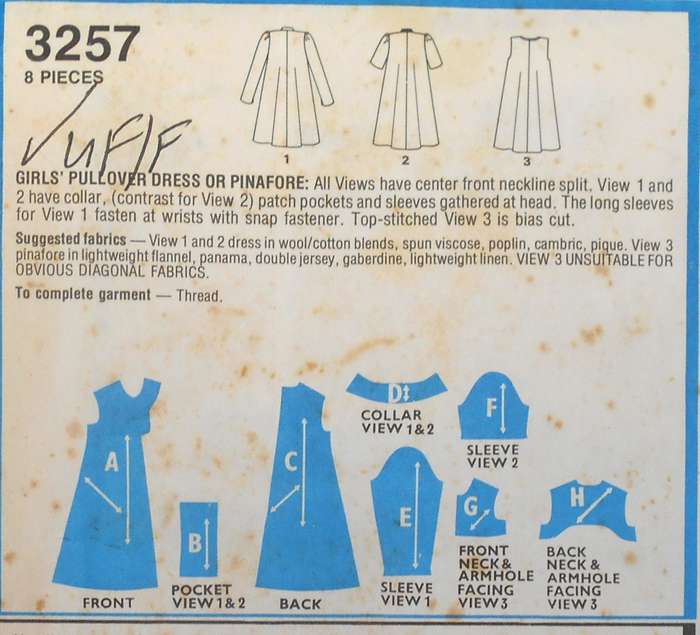 3257
8 PIECES
1
2
3
GIRLS' PULLOVER DRESS OR PINAFORE: All Views have center front neckline split. View 1 and
2 have collar, (contrast for View 2) patch pockets and sleeves gathered at head. The long sleeves
for View 1 fasten at wrists with snap fastener. Top-stitched View 3 is bias cut.
Suggested fabrics — View 1 and 2 dress in wool/cotton blends, spun viscose, poplin, cambric, pique. View 3
pinafore in lightweight flannel, panama, double jersey, gaberdine, lightweight linen. VIEW 3 UNSUITABLE FOR
OBVIOUS DIAGONAL FABRICS.
To complete garment — Thread.
A
FRONT
B
POCKET
VIEW 1&2
C
BACK
D
COLLAR
VIEW 1&2
E
SLEEVE
VIEW 1
F
SLEEVE
VIEW 2
G
FRONT
NECK &
ARMHOLE
FACING
VIEW 3
H
BACK
NECK &
ARMHOLE
FACING
VIEW 3